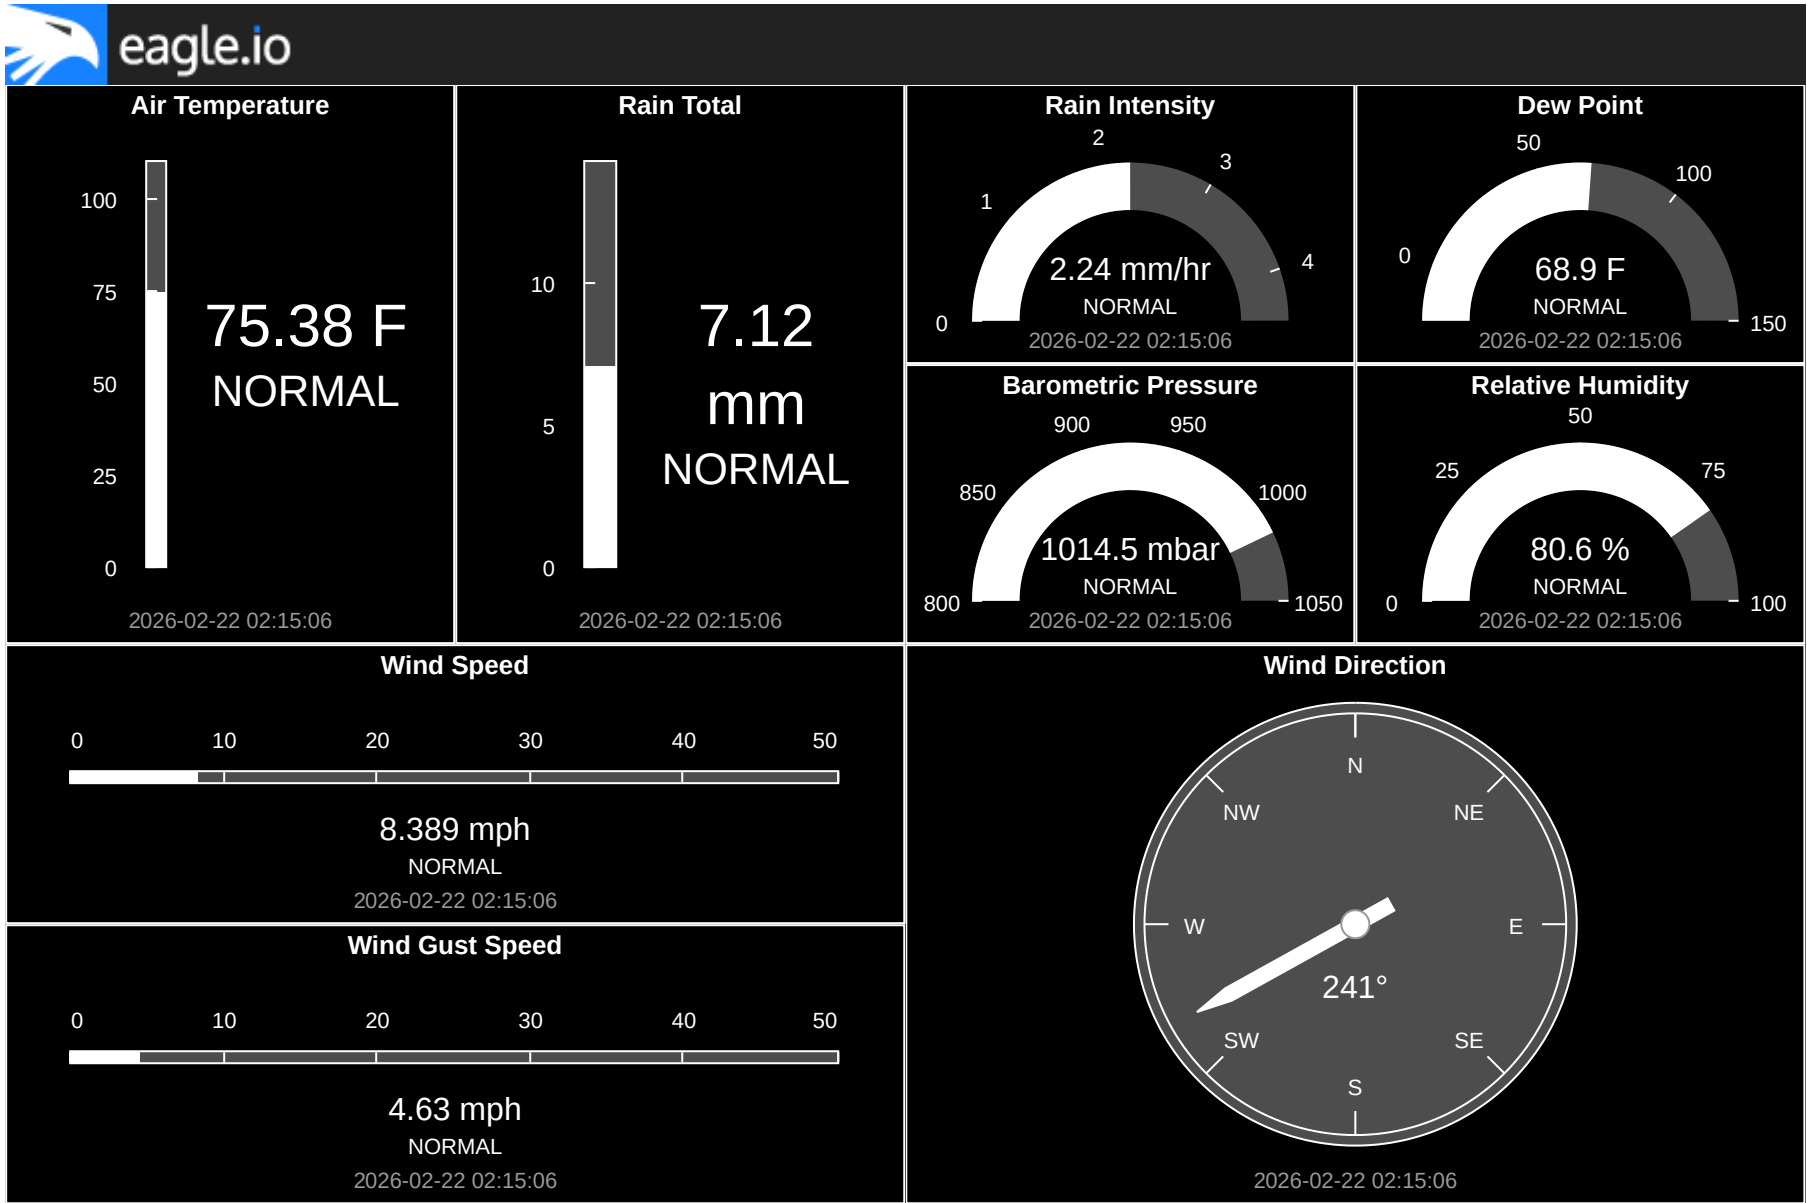 eagle.io
Air Temperature
100
75
50
25
0
75.38 F
NORMAL
2026-02-22 02:15:06
Rain Total
10
5
0
7.12
mm
NORMAL
2026-02-22 02:15:06
Rain Intensity
0
1
2
3
4
2.24 mm/hr
NORMAL
2026-02-22 02:15:06
Dew Point
0
50
100
150
68.9 F
NORMAL
2026-02-22 02:15:06
Barometric Pressure
800
850
900
950
1000
1050
1014.5 mbar
NORMAL
2026-02-22 02:15:06
Relative Humidity
0
25
50
75
100
80.6 %
NORMAL
2026-02-22 02:15:06
Wind Speed
0 10 20 30 40 50
8.389 mph
NORMAL
2026-02-22 02:15:06
Wind Gust Speed
0 10 20 30 40 50
4.63 mph
NORMAL
2026-02-22 02:15:06
Wind Direction
N
NW NE
W E
241°
SW SE
S
2026-02-22 02:15:06